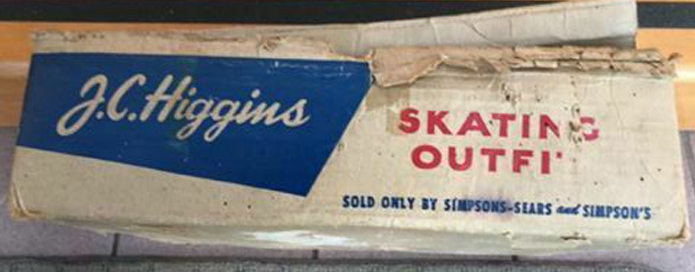 J.C. Higgins
SKATING
OUTFI
SOLD ONLY BY SIMPSONS-SEARS and SIMPSON'S